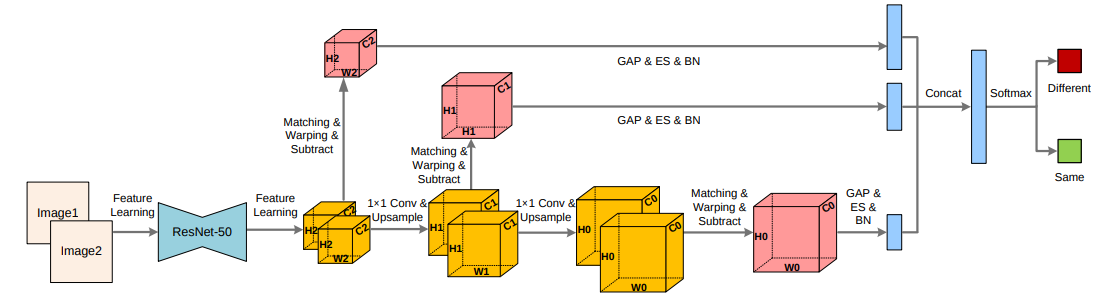 C2
H2
W2
GAP & ES & BN
C1
H1
H1
GAP & ES & BN
Concat
Softmax
Different
Same
Matching &
Warping &
Subtract
Matching &
Warping &
Subtract
Image1
Image2
Feature
Learning
ResNet-50
Feature
Learning
C2
H2
C2
H2
W2
1×1 Conv &
Upsample
C1
H1
C1
H1
W1
1×1 Conv &
Upsample
C0
H0
C0
H0
W0
Matching &
Warping &
Subtract
C0
H0
W0
GAP &
ES &
BN